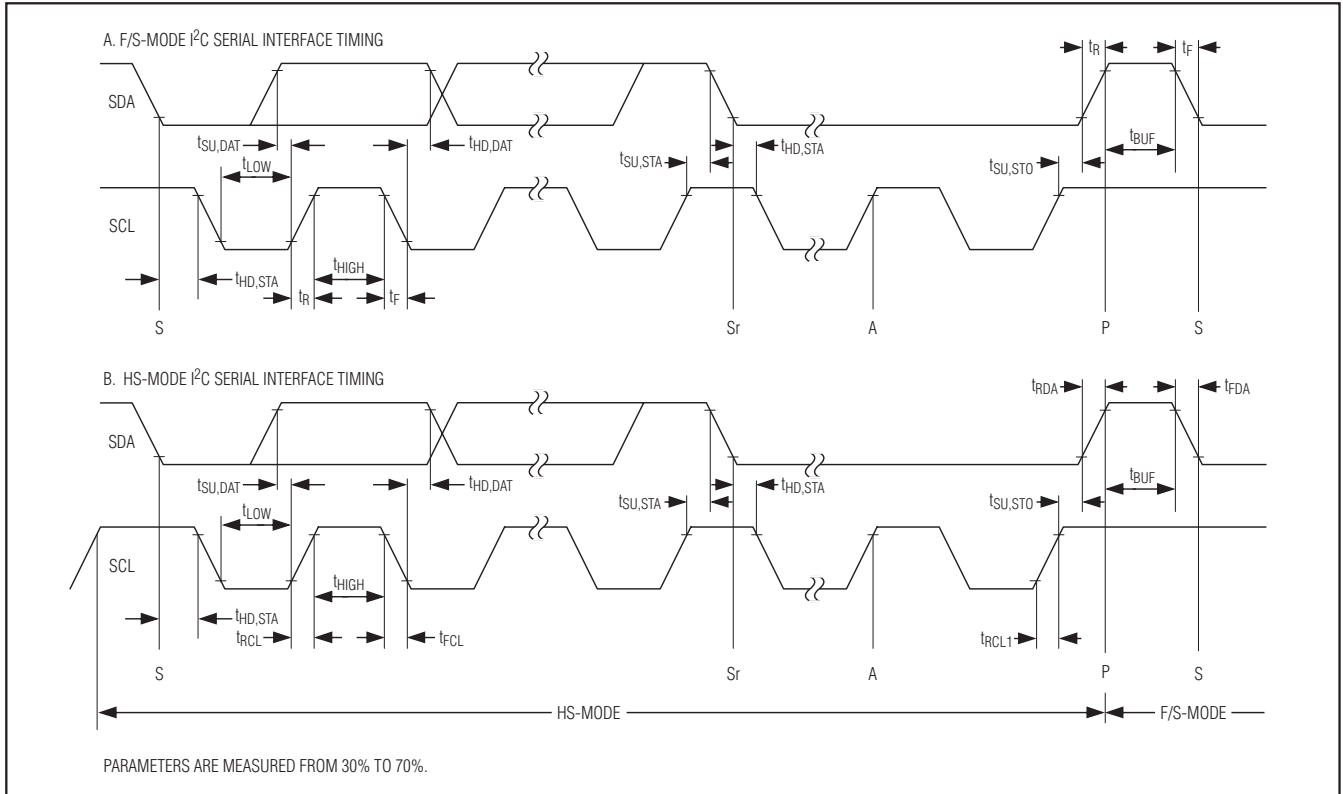 A. F/S-MODE I²C SERIAL INTERFACE TIMING
tR
tF
SDA
tSU,DAT
tHD,DAT
tLOW
tSU,STA
tHD,STA
tSU,STO
tBUF
SCL
tHD,STA
tR
tHIGH
tF
S
Sr
A
P
S
B. HS-MODE I²C SERIAL INTERFACE TIMING
tRDA
tFDA
SDA
tSU,DAT
tHD,DAT
tLOW
tSU,STA
tHD,STA
tSU,STO
tBUF
SCL
tHIGH
tHD,STA
tRCL
tFCL
tRCL1
S
Sr
A
P
S
HS-MODE
F/S-MODE
PARAMETERS ARE MEASURED FROM 30% TO 70%.